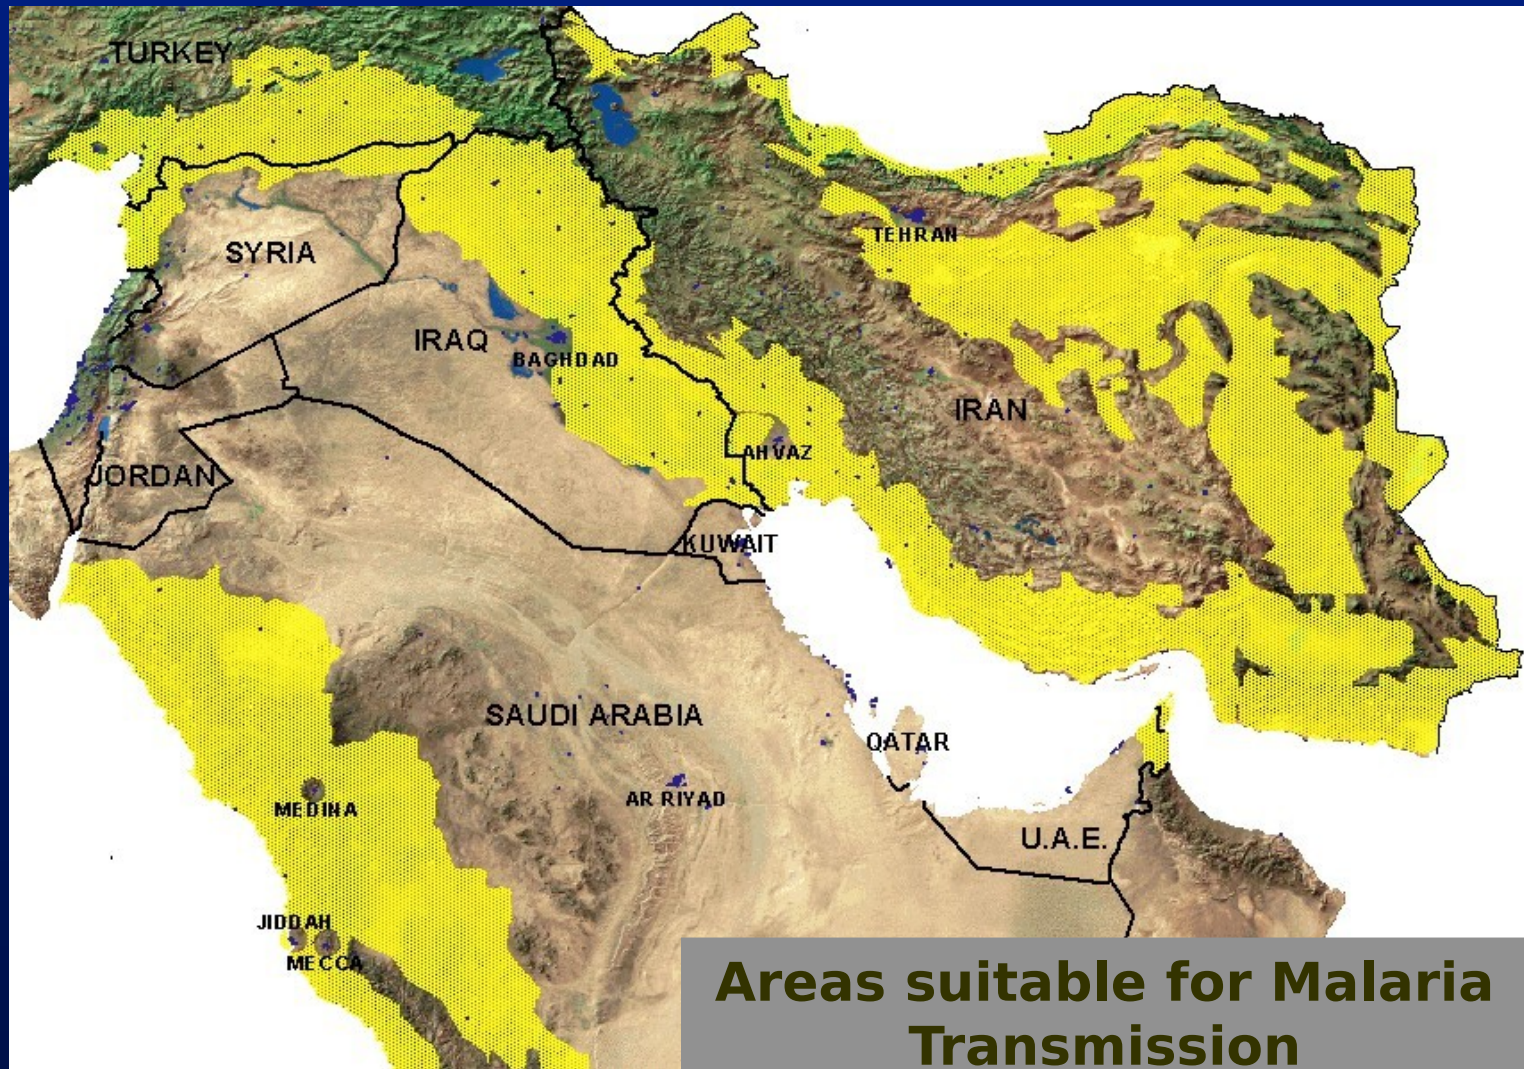 TURKEY
SYRIA
TEHRAN
IRAQ
BAGHDAD
IRAN
AHVAZ
JORDAN
KUWAIT
SAUDI ARABIA
QATAR
MEDINA
AR RIYAD
U.A.E.
JIDDAH
MECCA
Areas suitable for Malaria
Transmission